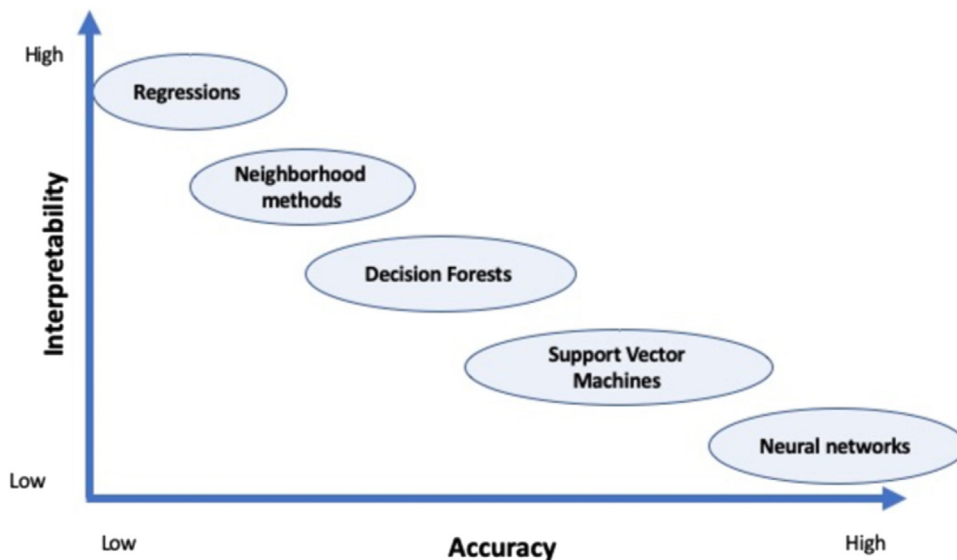 High
Regressions
Neighborhood
methods
Interpretability
Decision Forests
Support Vector
Machines
Neural networks
Low
Low
Accuracy
High